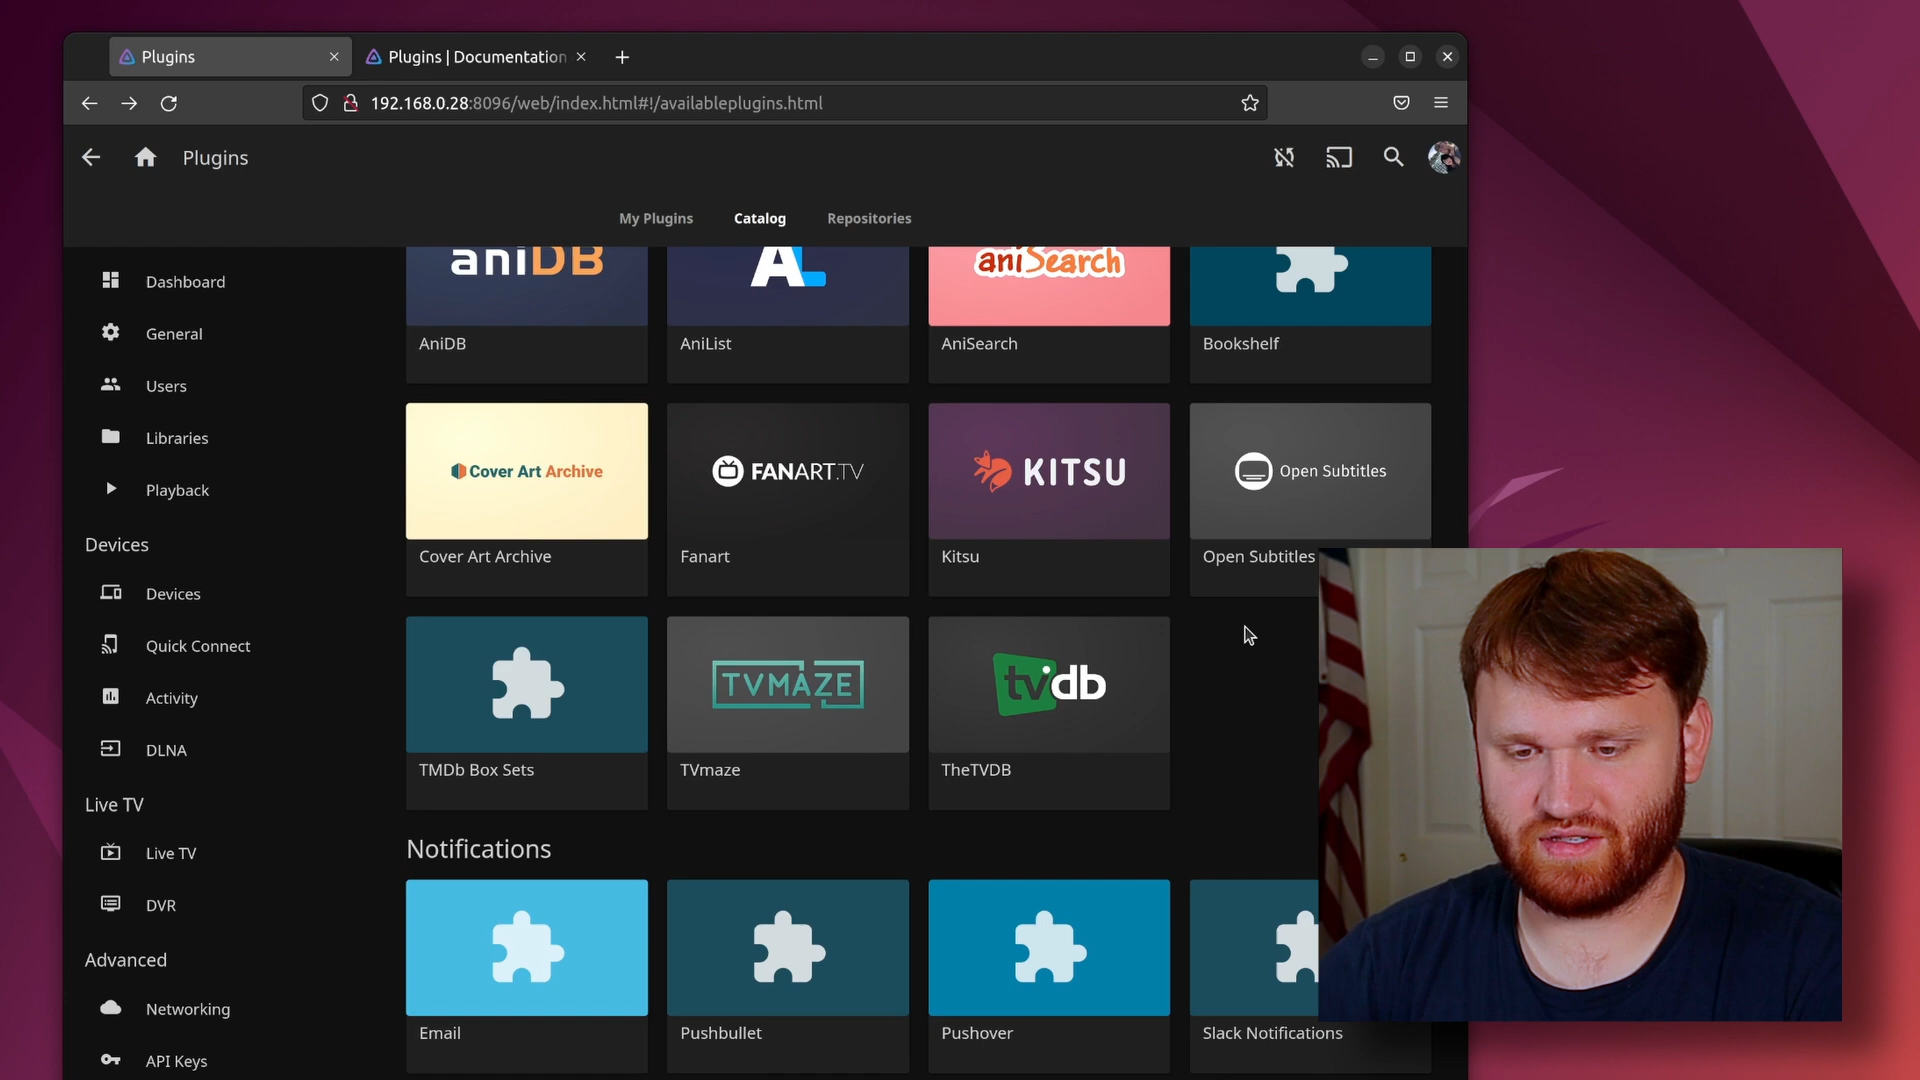 Plugins
Plugins | Documentation
192.168.0.28:8096/web/index.html#!/availableplugins.html
Plugins
My Plugins
Catalog
Repositories
Dashboard
General
Users
Libraries
Playback
Devices
Devices
Quick Connect
Activity
DLNA
Live TV
Live TV
DVR
Advanced
Networking
API Keys
aniDB
AL
aniSearch
AniDB
AniList
AniSearch
Bookshelf
Cover Art Archive
FANART.TV
KITSU
Open Subtitles
Cover Art Archive
Fanart
Kitsu
Open Subtitles
TVMAZE
tvdb
TMDb Box Sets
TVmaze
TheTVDB
Notifications
Email
Pushbullet
Pushover
Slack Notifications